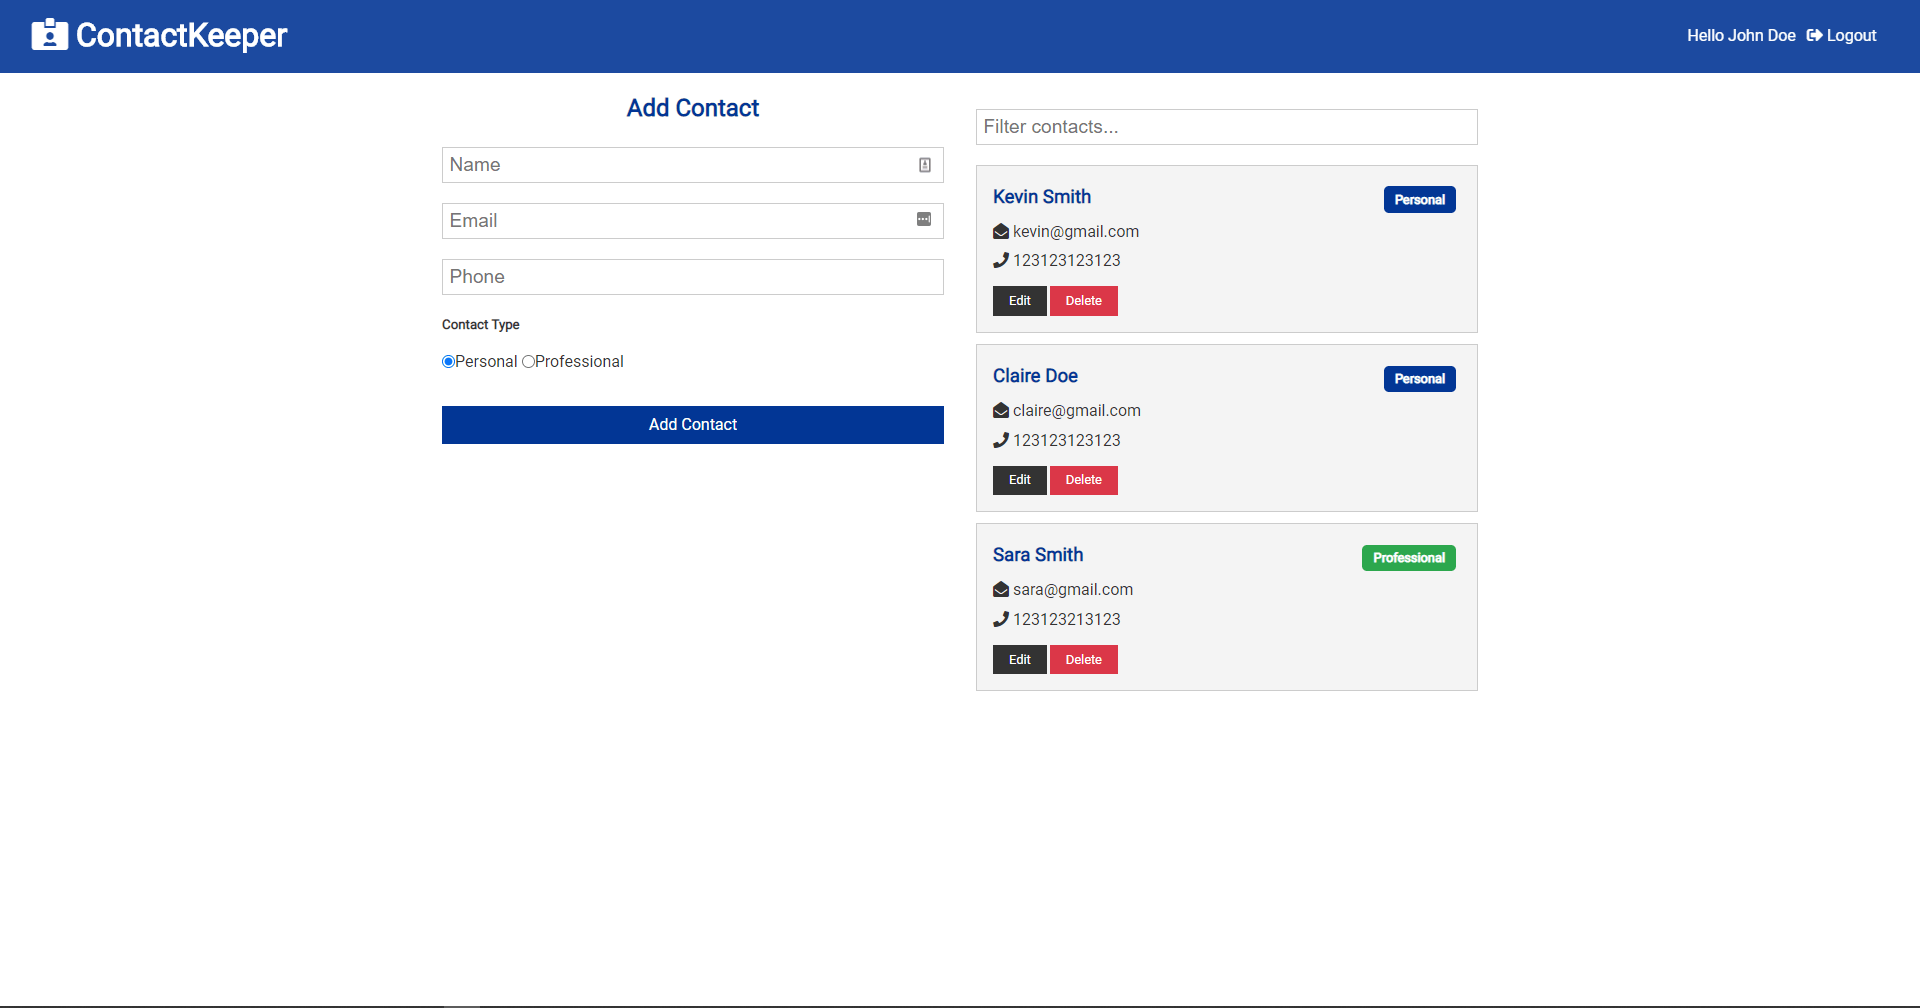 ContactKeeper
Hello John Doe Logout
Add Contact
Name
Email
Phone
Contact Type
Personal Professional
Add Contact
Filter contacts...
Kevin Smith Personal
kevin@gmail.com
123123123123
Edit Delete
Claire Doe Personal
claire@gmail.com
123123123123
Edit Delete
Sara Smith Professional
sara@gmail.com
123123213123
Edit Delete